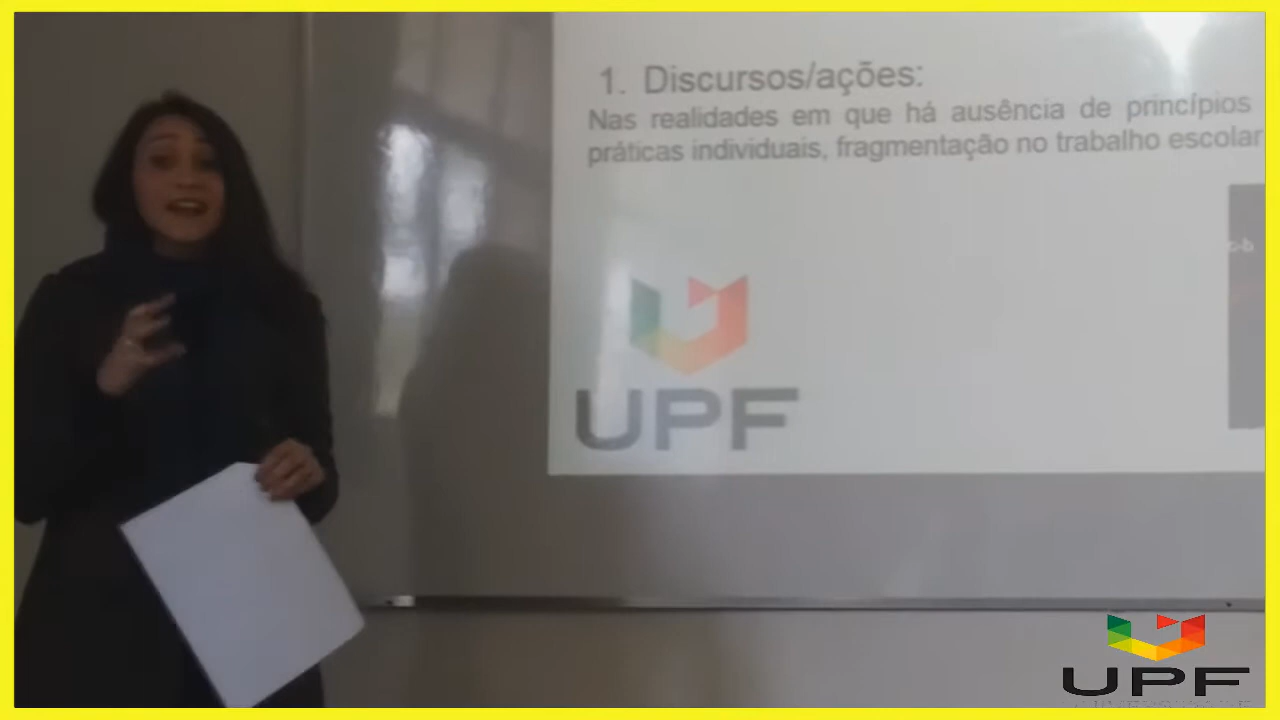 1. Discursos/ações:
Nas realidades em que há ausência de princípios
práticas individuais, fragmentação no trabalho escolar
UPF
UPF